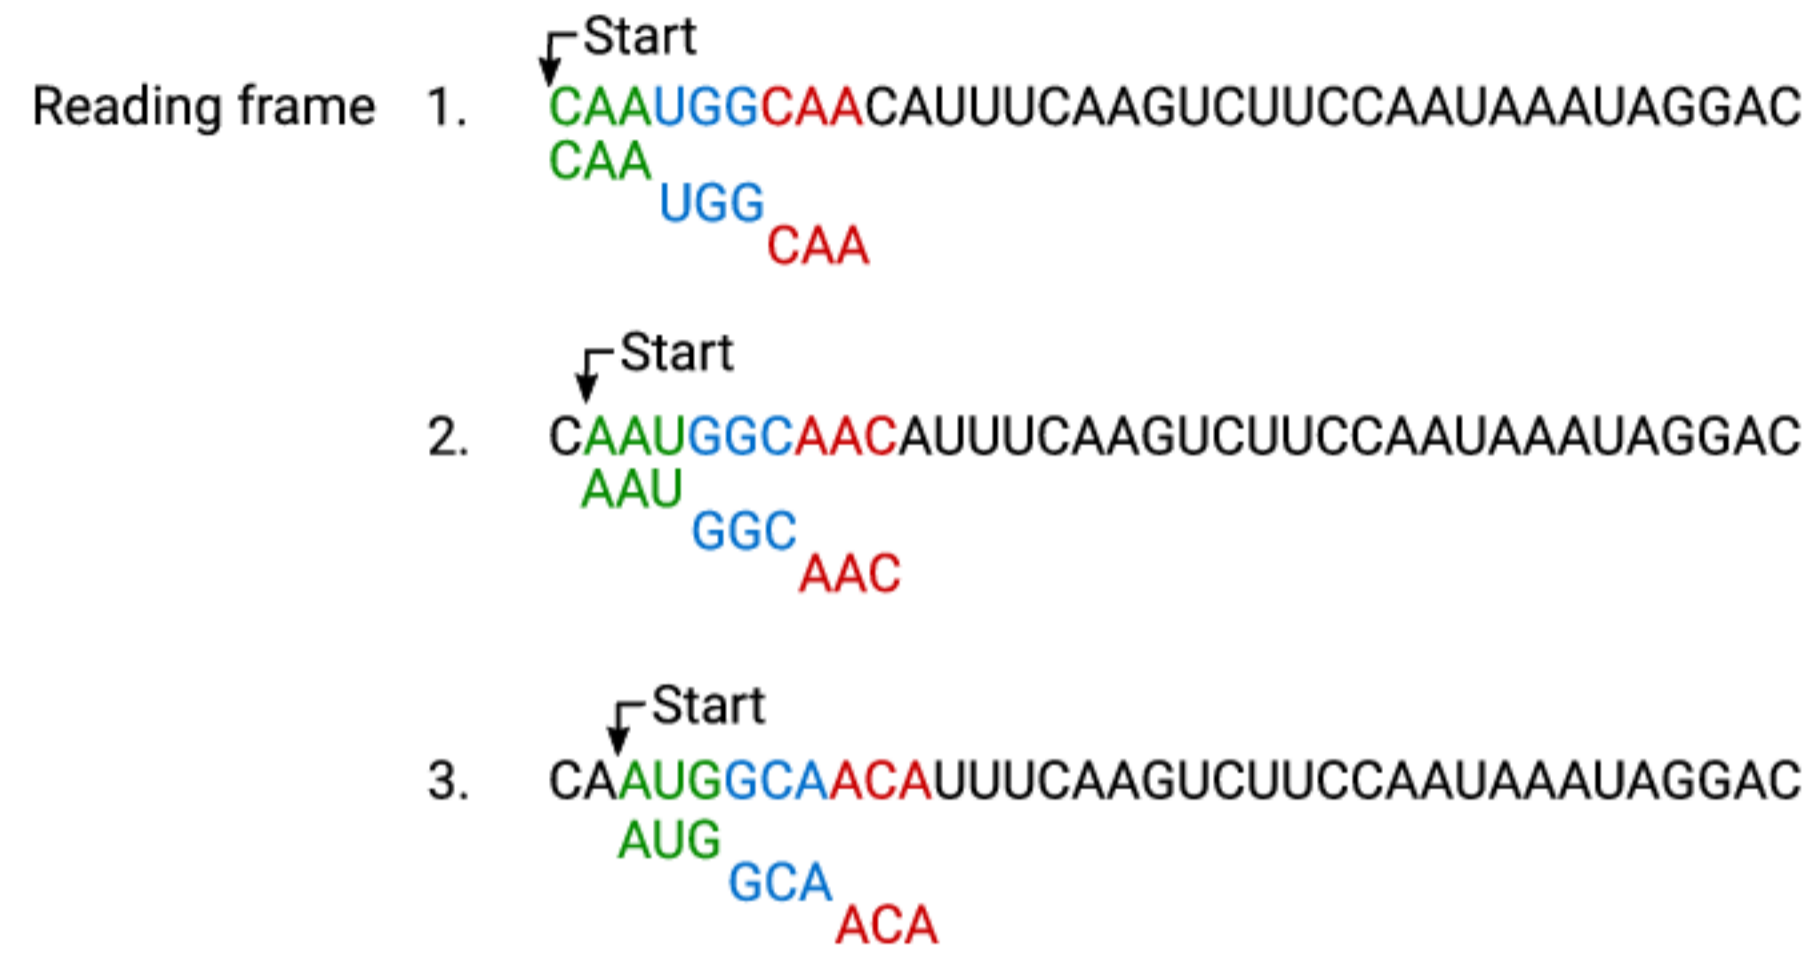 Start
Reading frame 1. CAAUGGCAACAUUUCAAGUCUUCCAAUAAAUAGGAC
CAA
UGG
CAA
Start
2. CAAUGGCAACAUUUCAAGUCUUCCAAUAAAUAGGAC
AAU
GGC
AAC
Start
3. CAAUGGCAACAUUUCAAGUCUUCCAAUAAAUAGGAC
AUG
GCA
ACA